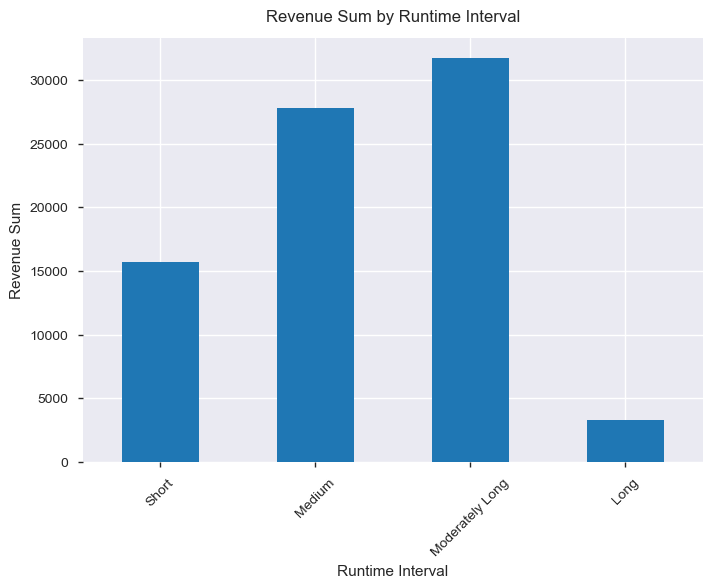 Revenue Sum by Runtime Interval
30000
25000
20000
15000
10000
5000
0
Revenue Sum
Short
Medium
Moderately Long
Long
Runtime Interval